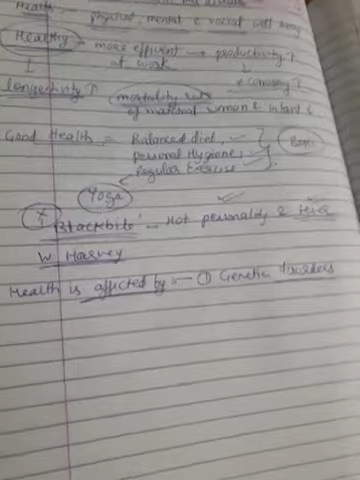 Health - physical, mental & social well being
Healthy - more efficient → productivity ↑
↓ at work ↓
longevity ↑ economy ↑
mortality rate
of maternal women & infant ↓
Good Health = Balanced diet,
personal Hygiene,
regular Exercise
Yoga
'Blackbile' - Hot personality & fever
W Harvey
Health is affected by :- ① Genetic disorders